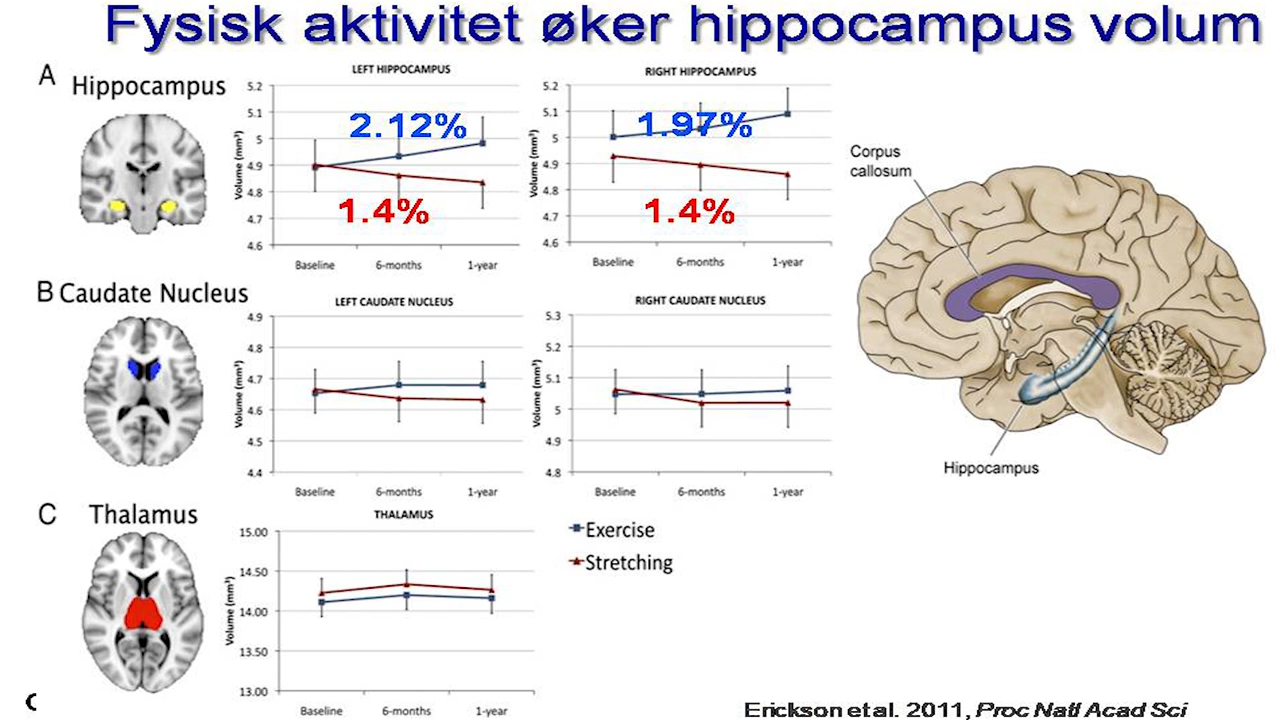 Fysisk aktivitet øker hippocampus volum
A Hippocampus
LEFT HIPPOCAMPUS
Volume (mm³)
5.2
5.1
5
4.9
4.8
4.7
4.6
2.12%
1.4%
Baseline 6-months 1-year
RIGHT HIPPOCAMPUS
Volume (mm³)
5.2
5.1
5
4.9
4.8
4.7
4.6
1.97%
1.4%
Baseline 6-months 1-year
Corpus
callosum
Hippocampus
B Caudate Nucleus
LEFT CAUDATE NUCLEUS
Volume (mm³)
4.9
4.8
4.7
4.6
4.5
4.4
Baseline 6-months 1-year
RIGHT CAUDATE NUCLEUS
Volume (mm³)
5.3
5.2
5.1
5
4.9
4.8
Baseline 6-months 1-year
C Thalamus
THALAMUS
Volume (mm³)
15.00
14.50
14.00
13.50
13.00
Baseline 6-months 1-year
Exercise
Stretching
Erickson et al. 2011, Proc Natl Acad Sci